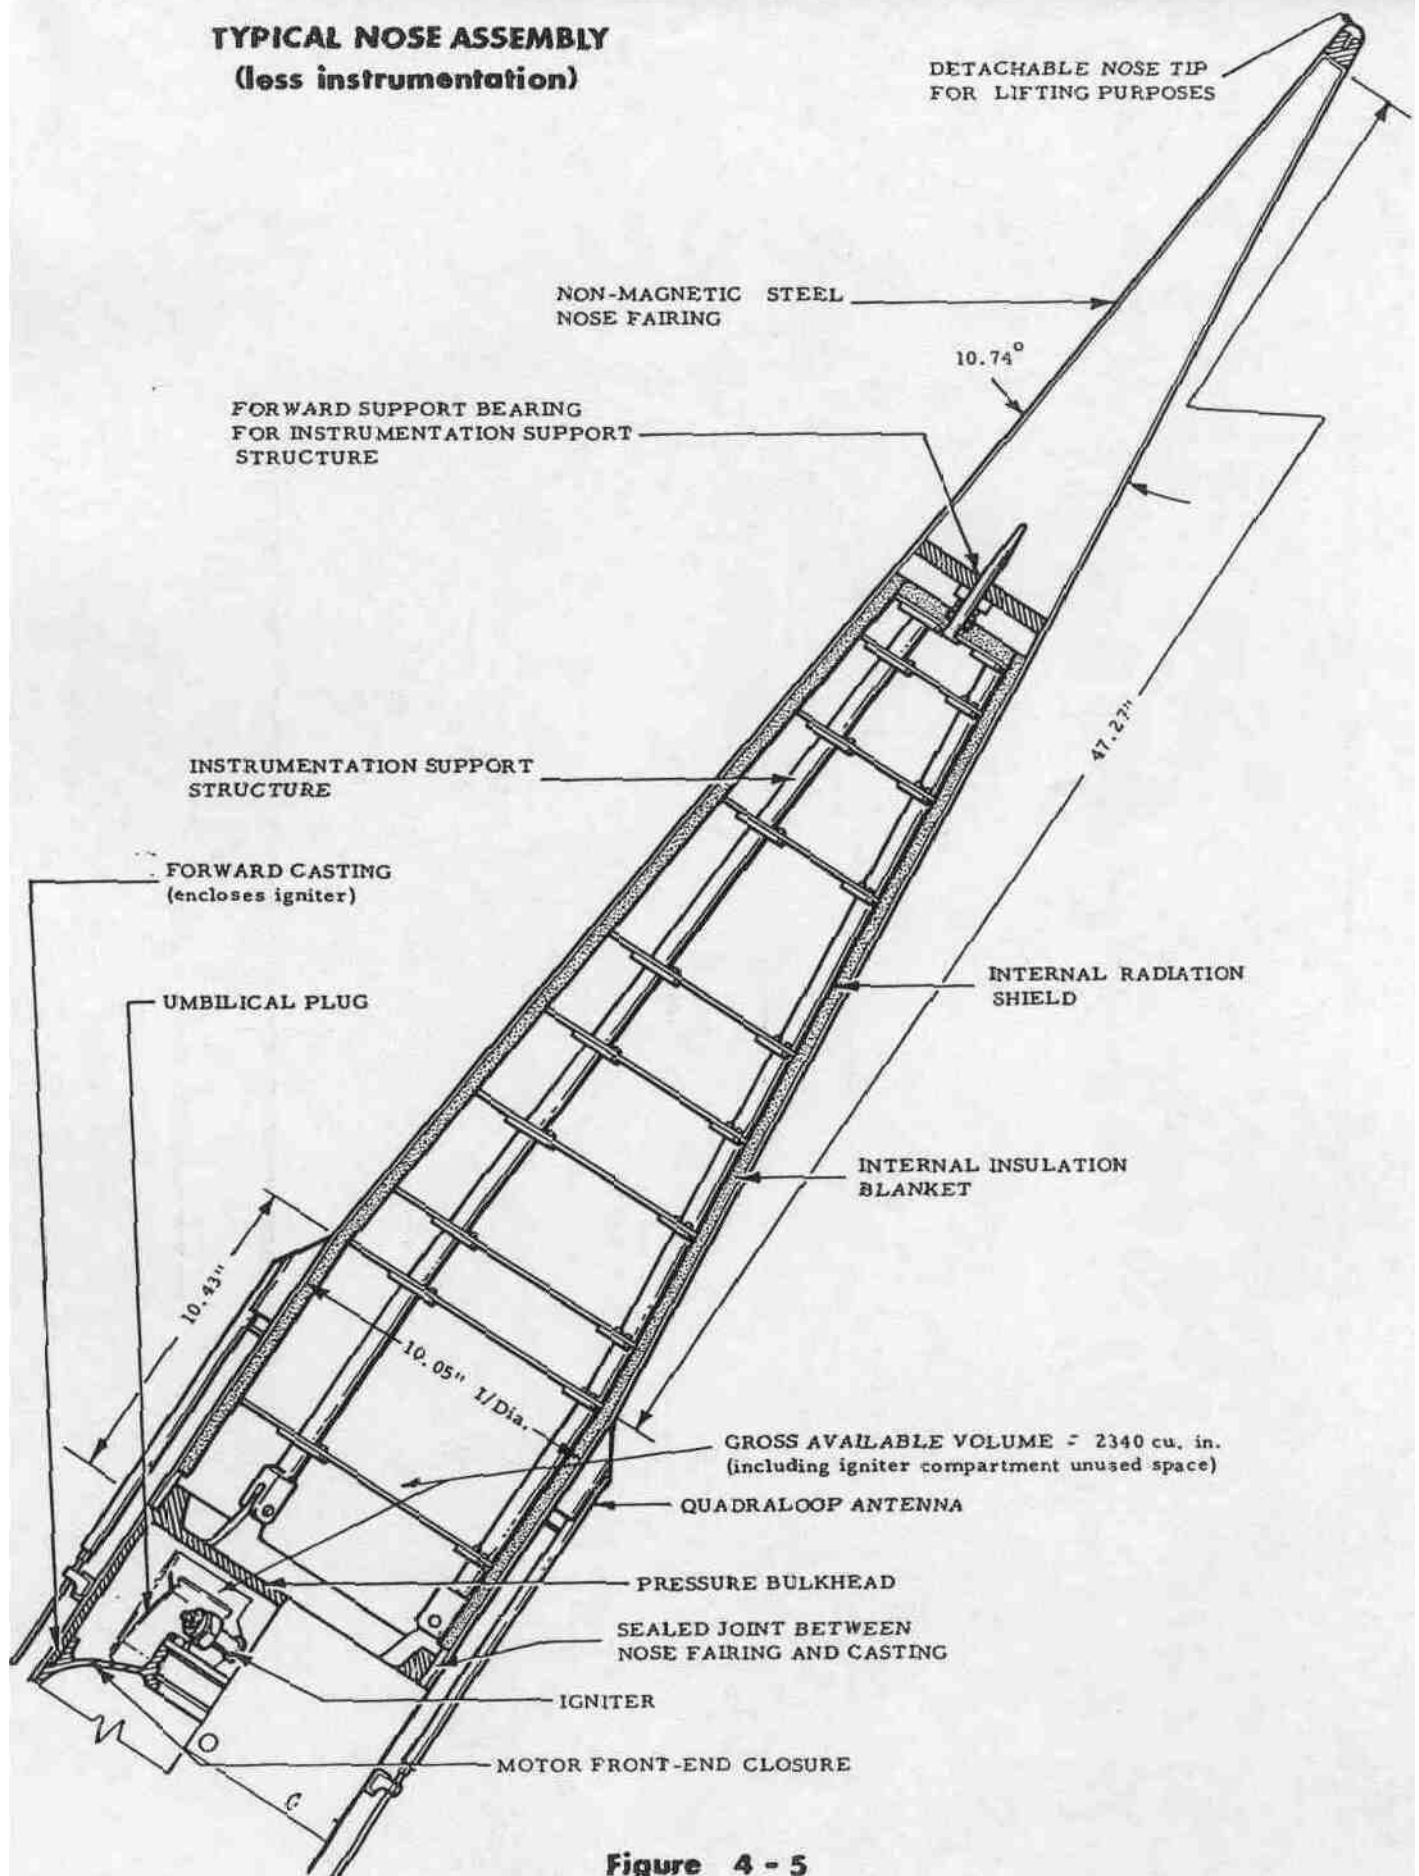 TYPICAL NOSE ASSEMBLY
(less instrumentation)
DETACHABLE NOSE TIP
FOR LIFTING PURPOSES
NON-MAGNETIC STEEL
NOSE FAIRING
10.74°
FORWARD SUPPORT BEARING
FOR INSTRUMENTATION SUPPORT
STRUCTURE
47.27"
INSTRUMENTATION SUPPORT
STRUCTURE
FORWARD CASTING
(encloses igniter)
INTERNAL RADIATION
SHIELD
UMBILICAL PLUG
INTERNAL INSULATION
BLANKET
10.43"
10.05" I/Dia.
GROSS AVAILABLE VOLUME = 2340 cu. in.
(including igniter compartment unused space)
QUADRALOOP ANTENNA
PRESSURE BULKHEAD
SEALED JOINT BETWEEN
NOSE FAIRING AND CASTING
IGNITER
MOTOR FRONT-END CLOSURE
Figure 4 - 5